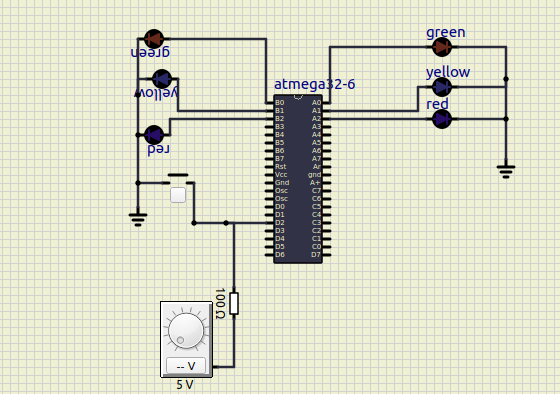 green
green
atmega32-6
yellow
yellow
red
red
B0 A0
B1 A1
B2 A2
B3 A3
B4 A4
B5 A5
B6 A6
B7 A7
Rst Ar
Vcc gnd
Gnd A+
Osc C7
Osc C6
D0 C5
D1 C4
D2 C3
D3 C2
D4 C1
D5 C0
D6 D7
100 Ω
-- V
5 V